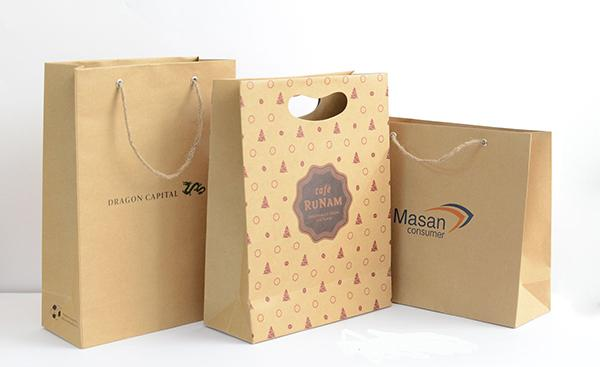 DRAGON CAPITAL
café
RUNAM
Masan
consumer